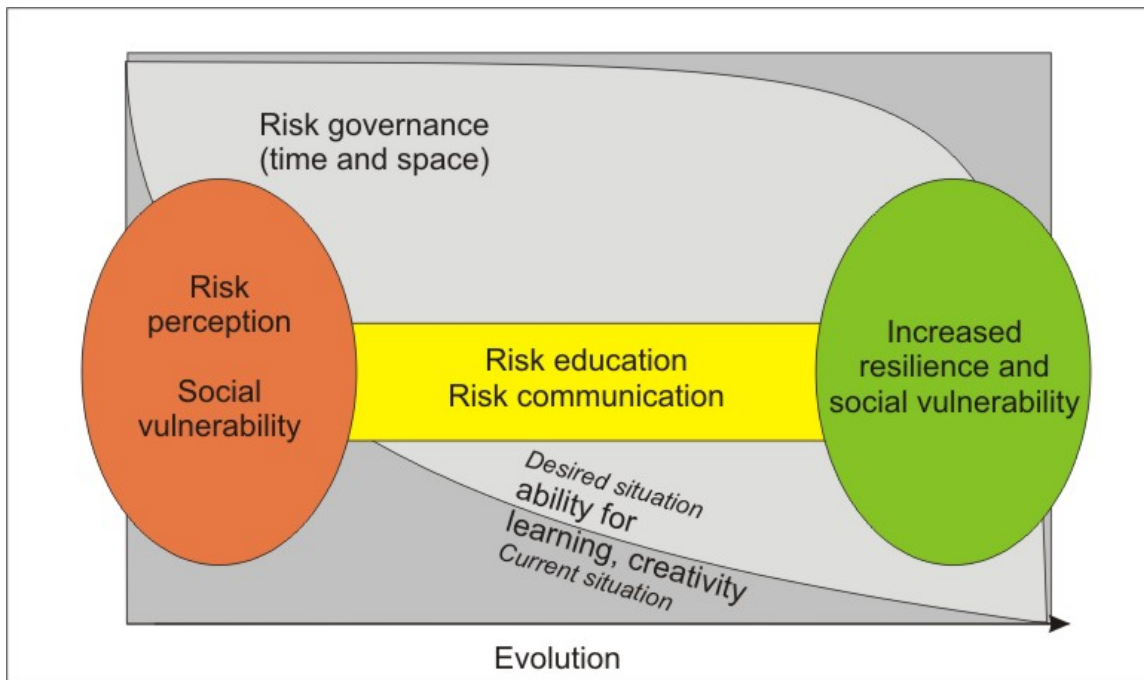 Risk governance
(time and space)
Risk
perception
Social
vulnerability
Risk education
Risk communication
Increased
resilience and
social vulnerability
Desired situation
ability for
learning, creativity
Current situation
Evolution